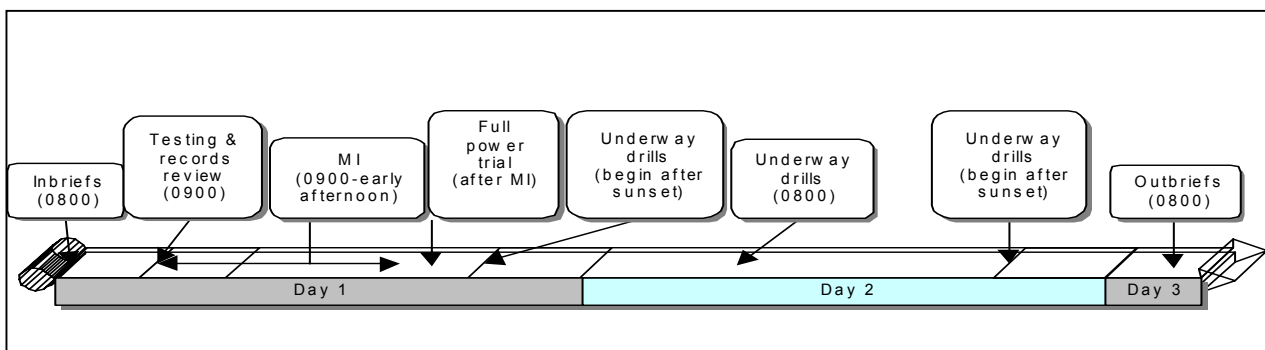 Inbriefs
(0800)
Testing &
records
review
(0900)
MI
(0900-early
afternoon)
Full
power
trial
(after MI)
Underway
drills
(begin after
sunset)
Underway
drills
(0800)
Underway
drills
(begin after
sunset)
Outbriefs
(0800)
Day 1
Day 2
Day 3